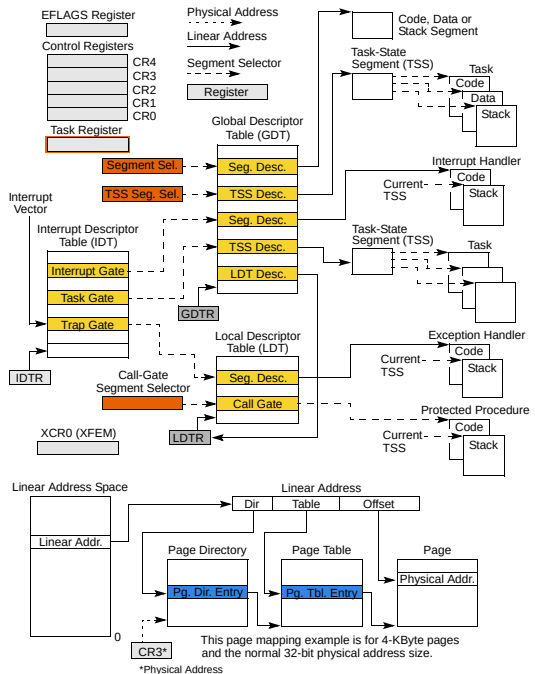 EFLAGS Register
Control Registers
CR4
CR3
CR2
CR1
CR0
Task Register
Physical Address
Linear Address
Segment Selector
Register
Global Descriptor
Table (GDT)
Code, Data or
Stack Segment
Task-State
Segment (TSS)
Task
Code
Data
Stack
Segment Sel.
Seg. Desc.
TSS Seg. Sel.
TSS Desc.
Seg. Desc.
TSS Desc.
LDT Desc.
GDTR
Interrupt Handler
Code
Current
TSS
Stack
Interrupt
Vector
Interrupt Descriptor
Table (IDT)
Interrupt Gate
Task Gate
Trap Gate
IDTR
Task-State
Segment (TSS)
Task
Code
Data
Stack
Local Descriptor
Table (LDT)
Seg. Desc.
Call Gate
LDTR
Call-Gate
Segment Selector
Exception Handler
Code
Current
TSS
Stack
Protected Procedure
Code
Current
TSS
Stack
XCR0 (XFEM)
Linear Address Space
Linear Addr.
0
Linear Address
Dir
Table
Offset
Page Directory
Pg. Dir. Entry
Page Table
Pg. Tbl. Entry
Page
Physical Addr.
CR3*
*Physical Address
This page mapping example is for 4-KByte pages
and the normal 32-bit physical address size.